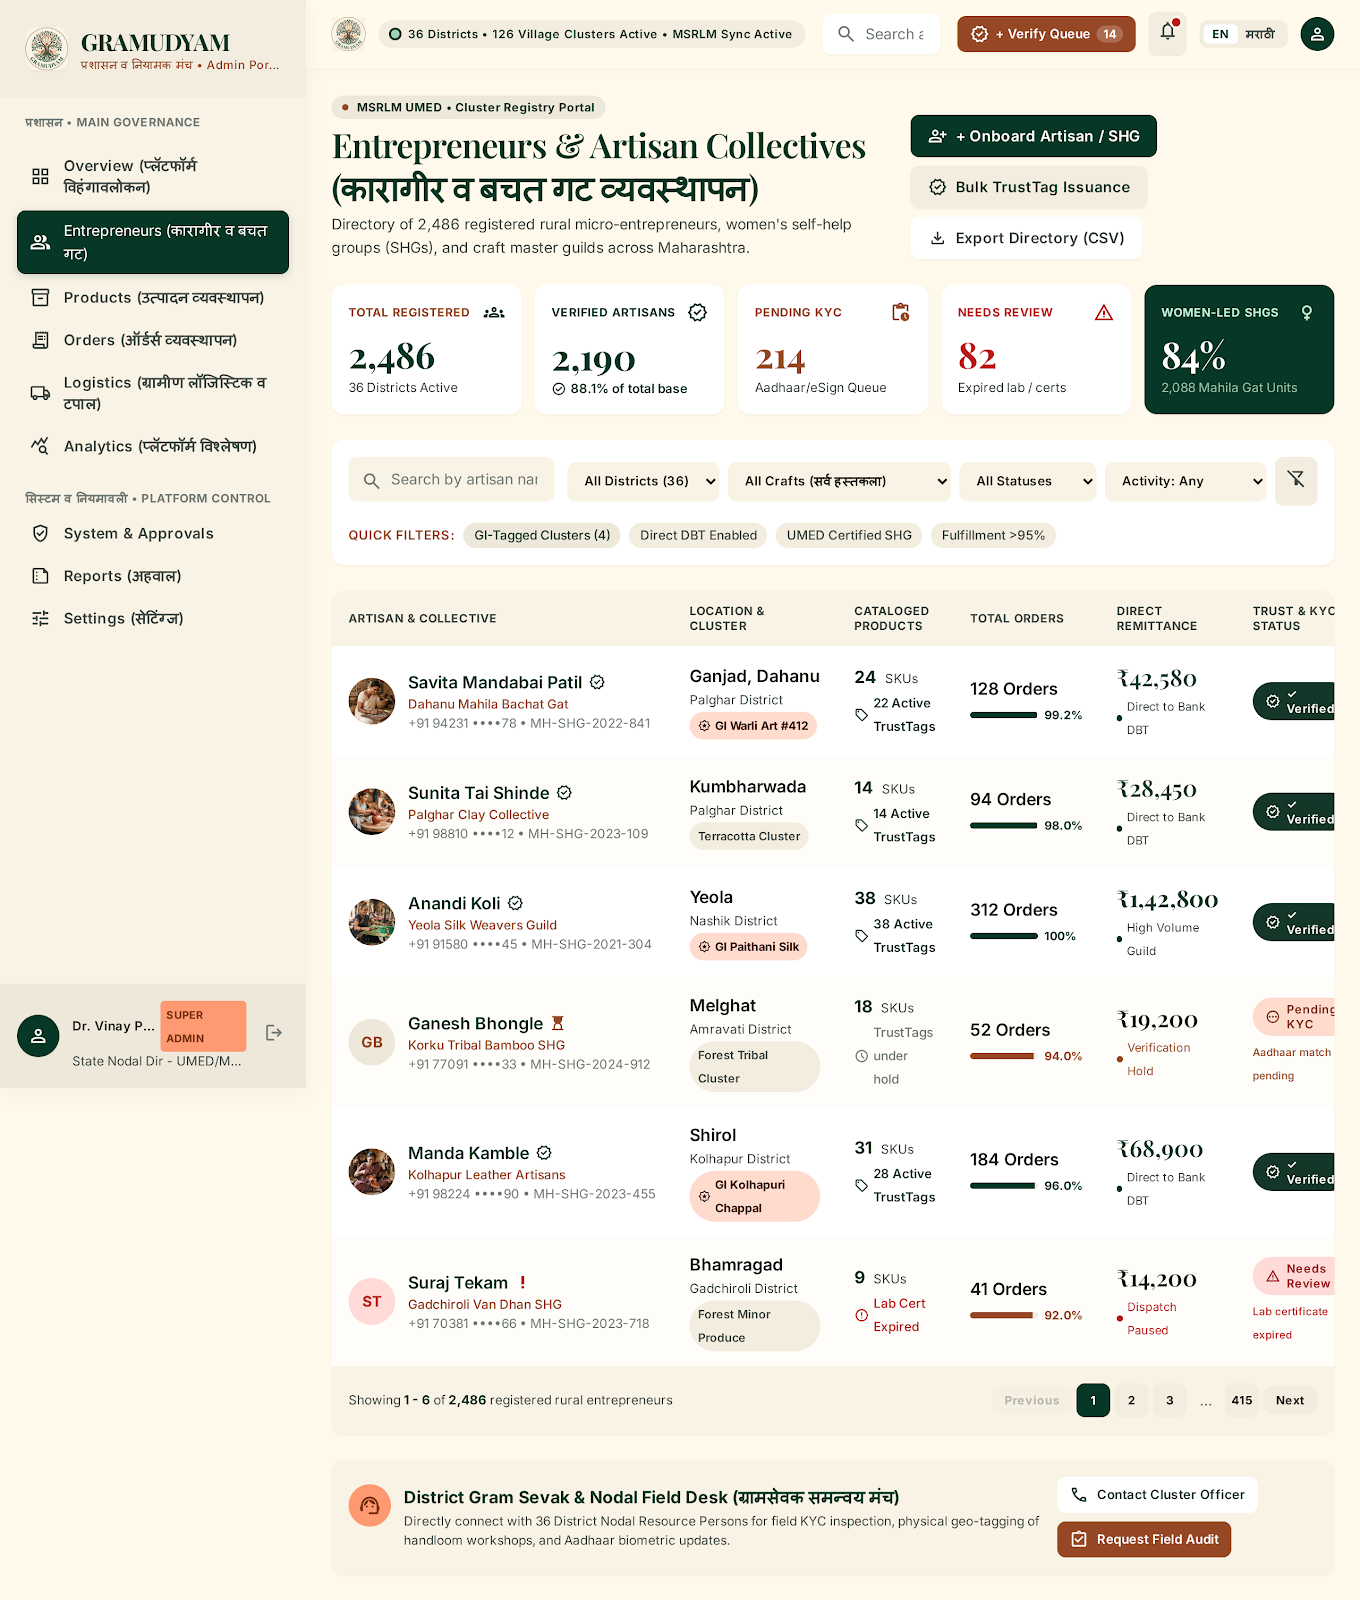 GRAMUDYAM
प्रशासन व नियामक मंच • Admin Por...
प्रशासन • MAIN GOVERNANCE
Overview (प्लॅटफॉर्म
विहंगावलोकन)
Entrepreneurs (कारागीर व बचत
गट)
Products (उत्पादन व्यवस्थापन)
Orders (ऑर्डर्स व्यवस्थापन)
Logistics (ग्रामीण लॉजिस्टिक व
टपाल)
Analytics (प्लॅटफॉर्म विश्लेषण)
सिस्टम व नियमावली • PLATFORM CONTROL
System & Approvals
Reports (अहवाल)
Settings (सेटिंग्ज)
Dr. Vinay P...
SUPER
ADMIN
State Nodal Dir - UMED/M...
36 Districts • 126 Village Clusters Active • MSRLM Sync Active
Search a
+ Verify Queue 14
EN मराठी
MSRLM UMED • Cluster Registry Portal
Entrepreneurs & Artisan Collectives
(कारागीर व बचत गट व्यवस्थापन)
Directory of 2,486 registered rural micro-entrepreneurs, women's self-help
groups (SHGs), and craft master guilds across Maharashtra.
+ Onboard Artisan / SHG
Bulk TrustTag Issuance
Export Directory (CSV)
TOTAL REGISTERED
2,486
36 Districts Active
VERIFIED ARTISANS
2,190
88.1% of total base
PENDING KYC
214
Aadhaar/eSign Queue
NEEDS REVIEW
82
Expired lab / certs
WOMEN-LED SHGS
84%
2,088 Mahila Gat Units
Search by artisan nar
All Districts (36)
All Crafts (सर्व हस्तकला)
All Statuses
Activity: Any
QUICK FILTERS: GI-Tagged Clusters (4) Direct DBT Enabled UMED Certified SHG Fulfillment >95%
ARTISAN & COLLECTIVE
LOCATION &
CLUSTER
CATALOGED
PRODUCTS
TOTAL ORDERS
DIRECT
REMITTANCE
TRUST & KYC
STATUS
Savita Mandabai Patil
Dahanu Mahila Bachat Gat
+91 94231 ••••78 • MH-SHG-2022-841
Ganjad, Dahanu
Palghar District
GI Warli Art #412
24 SKUs
22 Active
TrustTags
128 Orders
99.2%
₹42,580
Direct to Bank
DBT
✓
Verified
Sunita Tai Shinde
Palghar Clay Collective
+91 98810 ••••12 • MH-SHG-2023-109
Kumbharwada
Palghar District
Terracotta Cluster
14 SKUs
14 Active
TrustTags
94 Orders
98.0%
₹28,450
Direct to Bank
DBT
✓
Verified
Anandi Koli
Yeola Silk Weavers Guild
+91 91580 ••••45 • MH-SHG-2021-304
Yeola
Nashik District
GI Paithani Silk
38 SKUs
38 Active
TrustTags
312 Orders
100%
₹1,42,800
High Volume
Guild
✓
Verified
GB
Ganesh Bhongle
Korku Tribal Bamboo SHG
+91 77091 ••••33 • MH-SHG-2024-912
Melghat
Amravati District
Forest Tribal
Cluster
18 SKUs
TrustTags
under
hold
52 Orders
94.0%
₹19,200
Verification
Hold
Pending
KYC
Aadhaar match
pending
Manda Kamble
Kolhapur Leather Artisans
+91 98224 ••••90 • MH-SHG-2023-455
Shirol
Kolhapur District
GI Kolhapuri
Chappal
31 SKUs
28 Active
TrustTags
184 Orders
96.0%
₹68,900
Direct to Bank
DBT
✓
Verified
ST
Suraj Tekam
Gadchiroli Van Dhan SHG
+91 70381 ••••66 • MH-SHG-2023-718
Bhamragad
Gadchiroli District
Forest Minor
Produce
9 SKUs
Lab Cert
Expired
41 Orders
92.0%
₹14,200
Dispatch
Paused
Needs
Review
Lab certificate
expired
Showing 1 - 6 of 2,486 registered rural entrepreneurs
Previous 1 2 3 ... 415 Next
District Gram Sevak & Nodal Field Desk (ग्रामसेवक समन्वय मंच)
Directly connect with 36 District Nodal Resource Persons for field KYC inspection, physical geo-tagging of
handloom workshops, and Aadhaar biometric updates.
Contact Cluster Officer
Request Field Audit